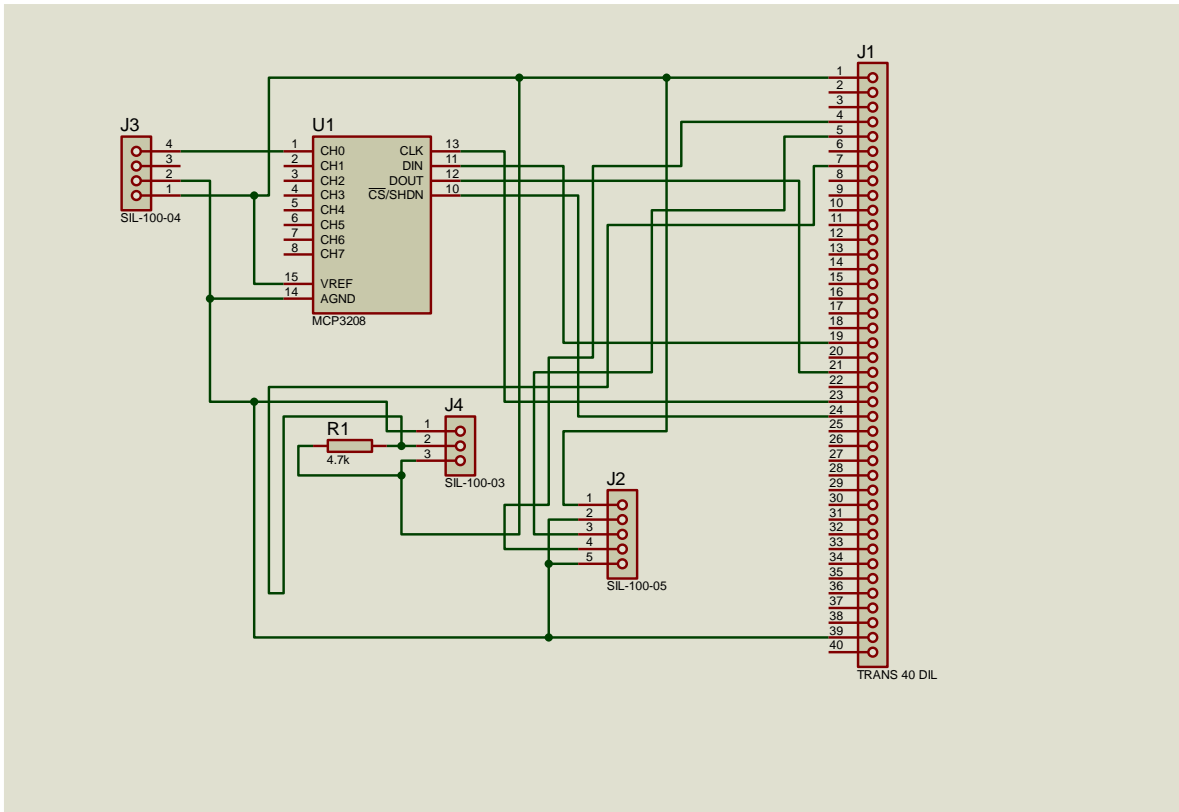 J3
4
3
2
1
SIL-100-04
U1
1 CH0
2 CH1
3 CH2
4 CH3
5 CH4
6 CH5
7 CH6
8 CH7
15 VREF
14 AGND
CLK 13
DIN 11
DOUT 12
CS/SHDN 10
MCP3208
R1
4.7k
J4
1
2
3
SIL-100-03
J2
1
2
3
4
5
SIL-100-05
J1
1
2
3
4
5
6
7
8
9
10
11
12
13
14
15
16
17
18
19
20
21
22
23
24
25
26
27
28
29
30
31
32
33
34
35
36
37
38
39
40
TRANS 40 DIL